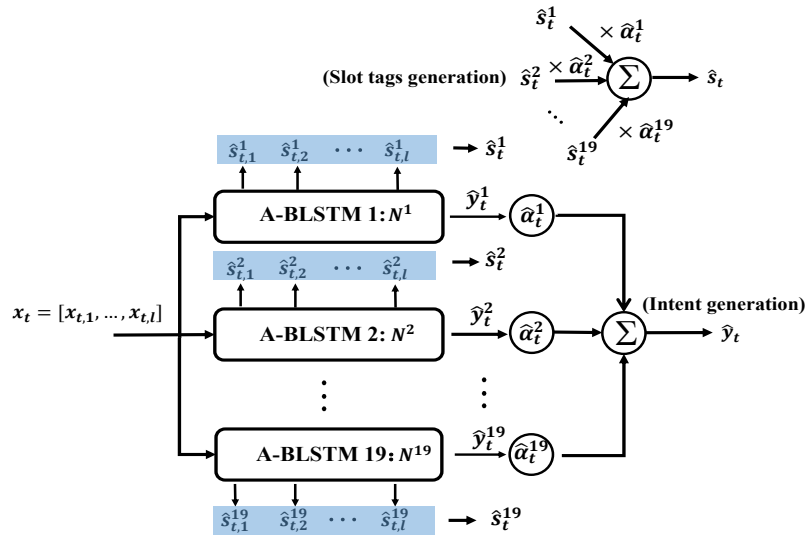 ŝ_t^1
× α̂_t^1
(Slot tags generation) ŝ_t^2 × α̂_t^2 Σ ŝ_t
...
ŝ_t^19 × α̂_t^19
ŝ_{t,1}^1 ŝ_{t,2}^1 ··· ŝ_{t,l}^1 ŝ_t^1
A-BLSTM 1: N^1 ŷ_t^1 α̂_t^1
ŝ_{t,1}^2 ŝ_{t,2}^2 ··· ŝ_{t,l}^2 ŝ_t^2
x_t = [x_{t,1}, ..., x_{t,l}]
(Intent generation)
A-BLSTM 2: N^2 ŷ_t^2 α̂_t^2 Σ ŷ_t
⋮ ⋮
A-BLSTM 19: N^19 ŷ_t^19 α̂_t^19
ŝ_{t,1}^19 ŝ_{t,2}^19 ··· ŝ_{t,l}^19 ŝ_t^19